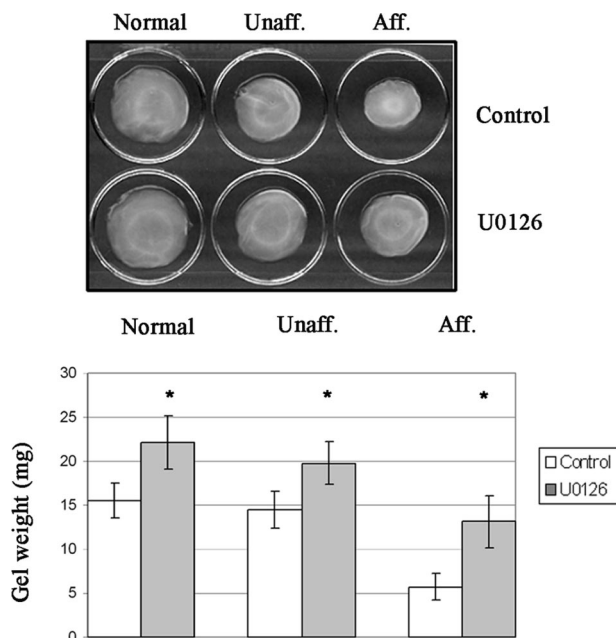 Normal Unaff. Aff.
Control
U0126
Normal Unaff. Aff.
Gel weight (mg)
30
25
20
15
10
5
0
* * *
Control
U0126